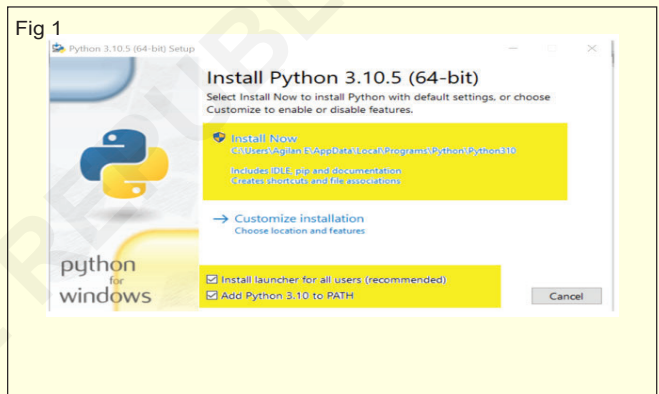 Fig 1
Python 3.10.5 (64-bit) Setup
Install Python 3.10.5 (64-bit)
Select Install Now to install Python with default settings, or choose
Customize to enable or disable features.
Install Now
C:\Users\Agilan E\AppData\Local\Programs\Python\Python310
Includes IDLE, pip and documentation
Creates shortcuts and file associations
→ Customize installation
Choose location and features
python
for
windows
Install launcher for all users (recommended)
Add Python 3.10 to PATH
Cancel